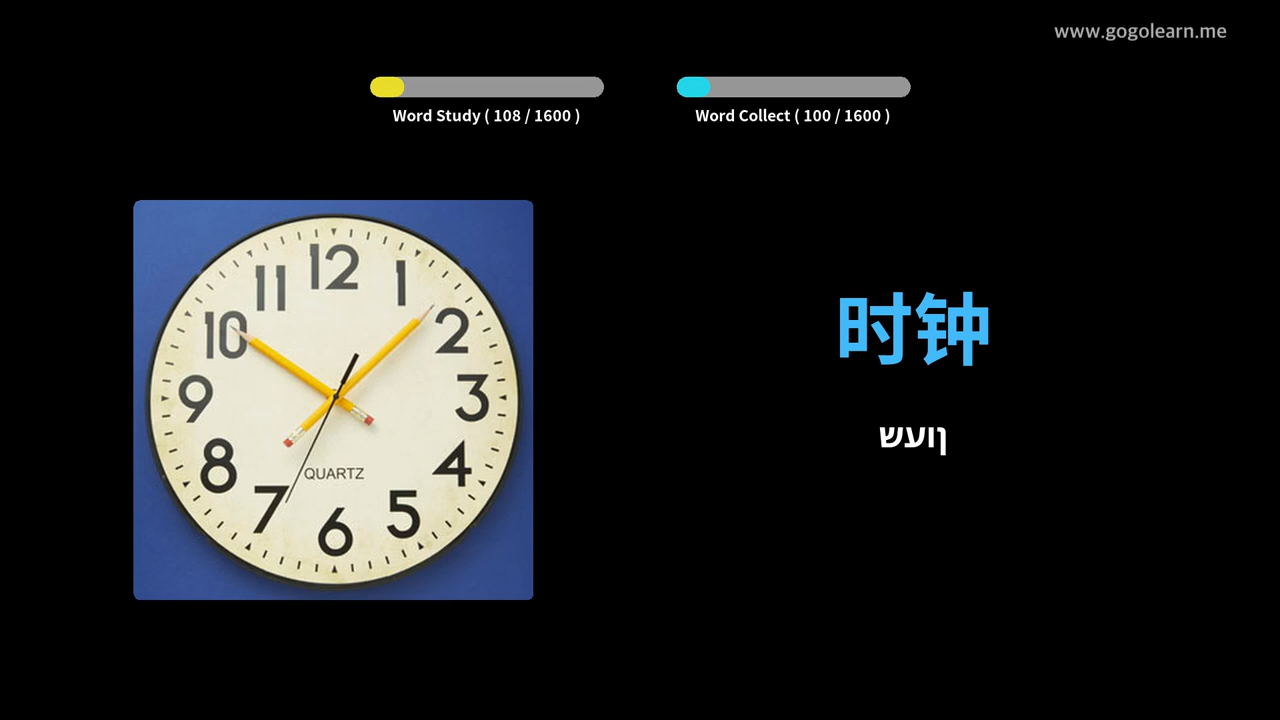 www.gogolearn.me
Word Study ( 108 / 1600 )
Word Collect ( 100 / 1600 )
12
1
2
3
4
5
6
7
8
9
10
11
QUARTZ
时钟
ןועש